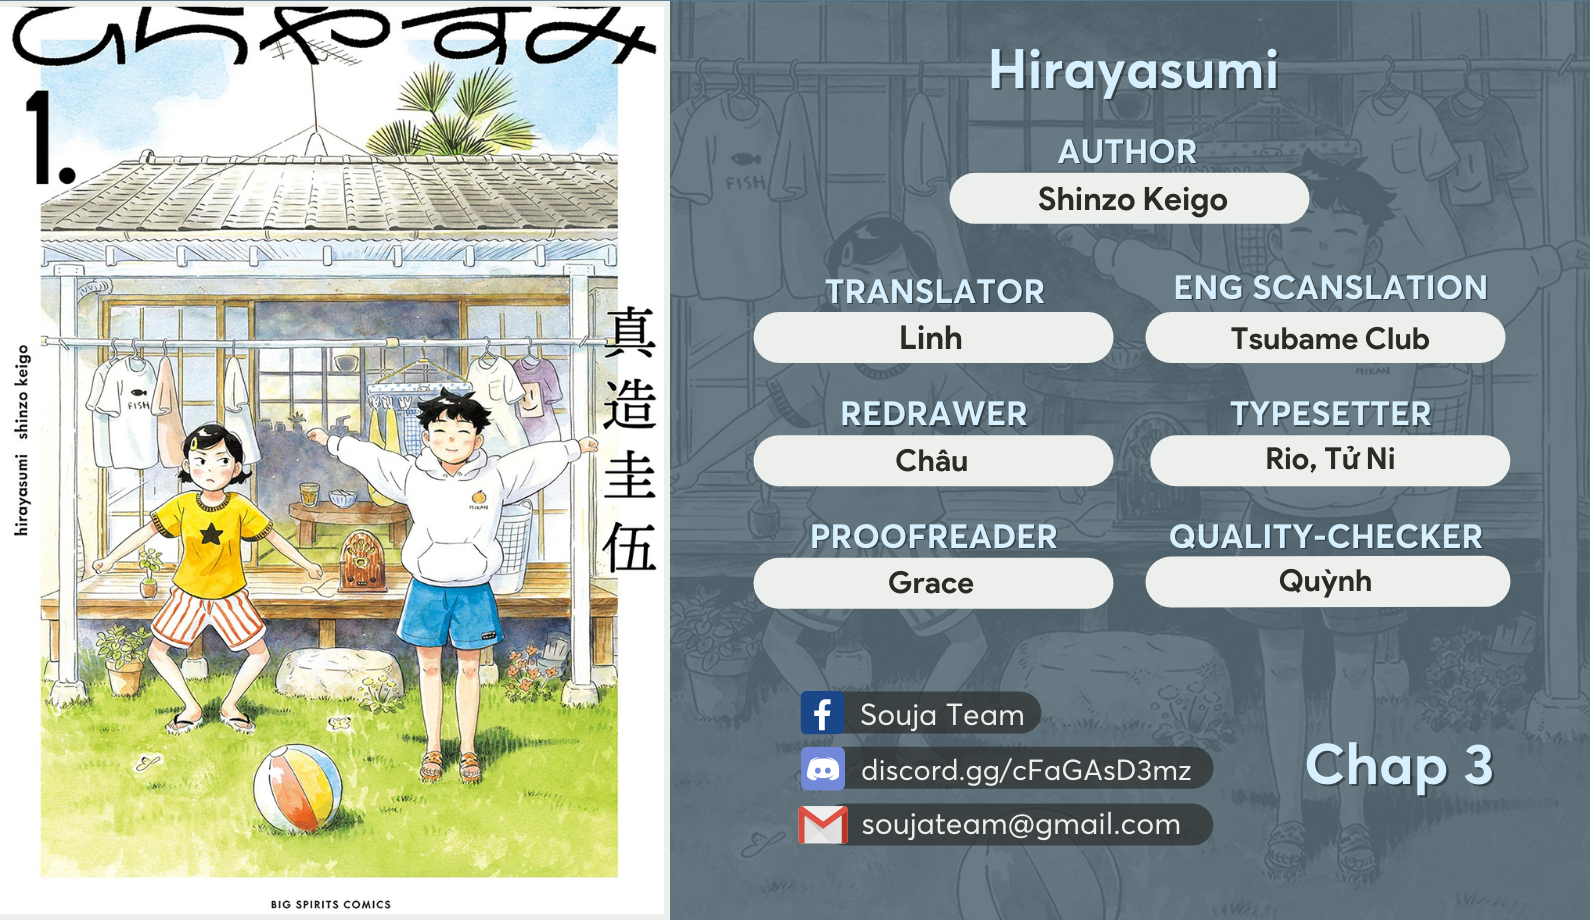 ひらやすみ
1.
hirayasumi shinzo keigo
真造圭伍
FISH
MIKAN
BIG SPIRITS COMICS
Hirayasumi
AUTHOR
Shinzo Keigo
TRANSLATOR
ENG SCANSLATION
Linh
Tsubame Club
REDRAWER
TYPESETTER
Châu
Rio, Tử Ni
PROOFREADER
QUALITY-CHECKER
Grace
Quỳnh
Souja Team
discord.gg/cFaGAsD3mz
soujateam@gmail.com
Chap 3
FISH
MIKAN